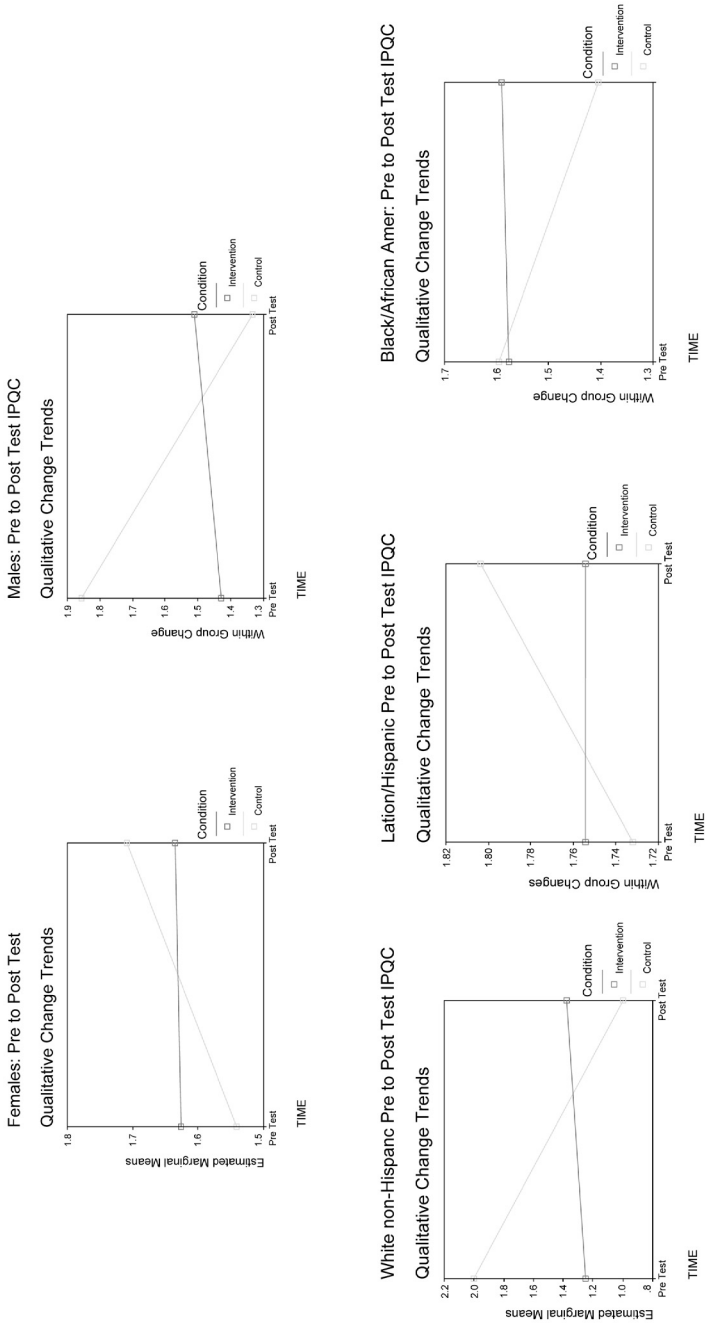 Females: Pre to Post Test
Qualitative Change Trends
1.8
1.7
1.6
1.5
Estimated Marginal Means
Pre Test
Post Test
TIME
Condition
Intervention
Control
Males: Pre to Post Test IPQC
Qualitative Change Trends
1.9
1.8
1.7
1.6
1.5
1.4
1.3
Within Group Change
Pre Test
Post Test
TIME
Condition
Intervention
Control
White non-Hispanc Pre to Post Test IPQC
Qualitative Change Trends
2.2
2.0
1.8
1.6
1.4
1.2
1.0
.8
Estimated Marginal Means
Pre Test
Post Test
TIME
Condition
Intervention
Control
Lation/Hispanic Pre to Post Test IPQC
Qualitative Change Trends
1.82
1.80
1.78
1.76
1.74
1.72
Within Group Changes
Pre Test
Post Test
TIME
Condition
Intervention
Control
Black/African Amer: Pre to Post Test IPQC
Qualitative Change Trends
1.7
1.6
1.5
1.4
1.3
Within Group Change
Pre Test
Post Test
TIME
Condition
Intervention
Control